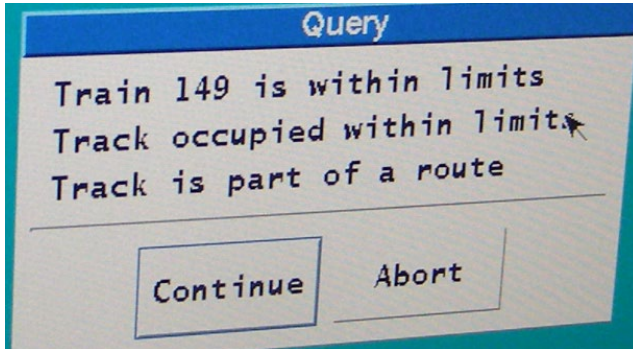 Query
Train 149 is within limits
Track occupied within limits
Track is part of a route
Continue
Abort